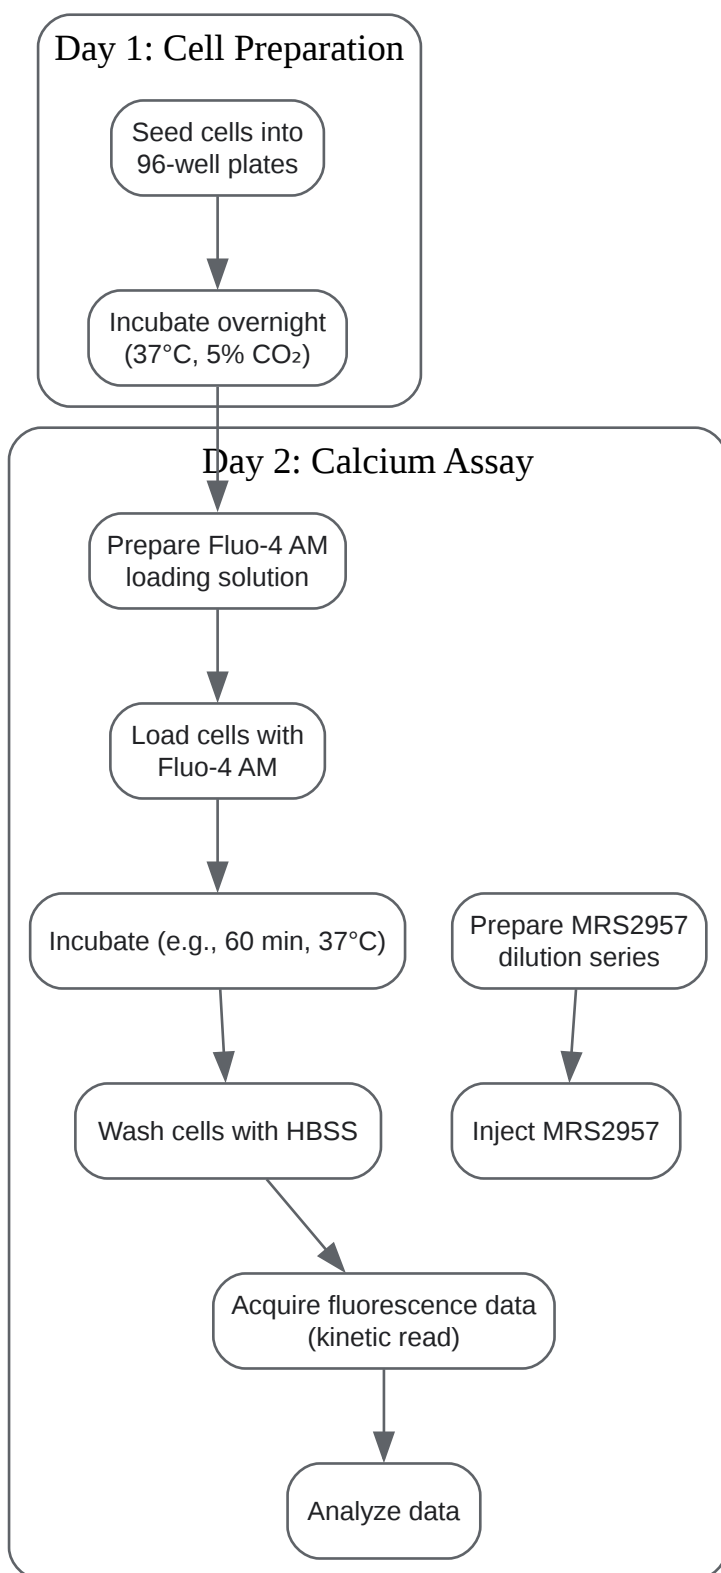 Day 1: Cell Preparation
Seed cells into
96-well plates
Incubate overnight
(37°C, 5% CO₂)
Day 2: Calcium Assay
Prepare Fluo-4 AM
loading solution
Load cells with
Fluo-4 AM
Incubate (e.g., 60 min, 37°C)
Prepare MRS2957
dilution series
Wash cells with HBSS
Inject MRS2957
Acquire fluorescence data
(kinetic read)
Analyze data